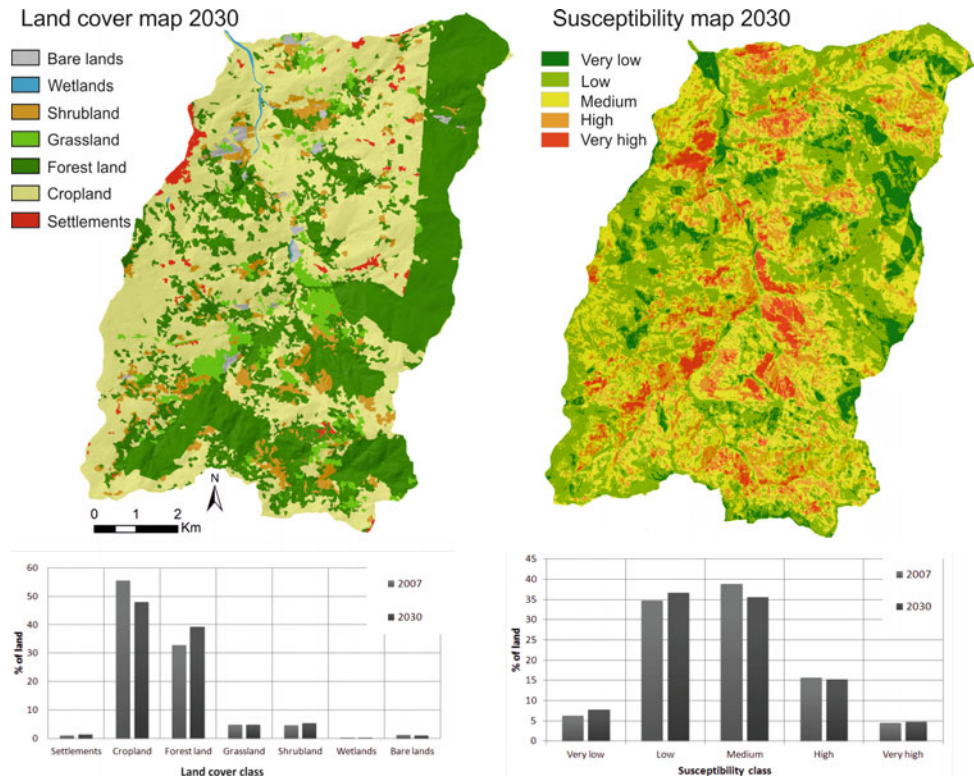 Land cover map 2030
Bare lands
Wetlands
Shrubland
Grassland
Forest land
Cropland
Settlements
N
0 1 2
Km
Susceptibility map 2030
Very low
Low
Medium
High
Very high
60
50
40
30
20
10
0
% of land
2007
2030
Settlements Cropland Forest land Grassland Shrubland Wetlands Bare lands
Land cover class
45
40
35
30
25
20
15
10
5
0
% of land
2007
2030
Very low Low Medium High Very high
Susceptibility class